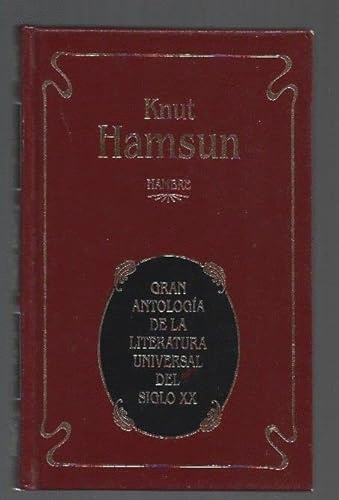 Knut
Hamsun
HAMBRE
GRAN
ANTOLOGÍA
DE LA
LITERATURA
UNIVERSAL
DEL
SIGLO XX